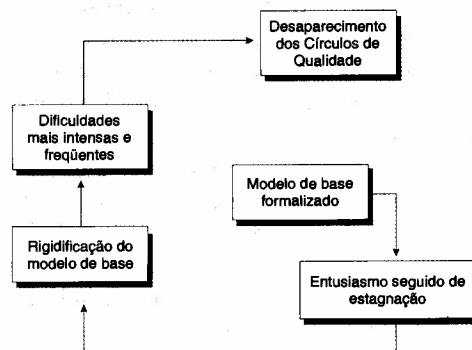 Desaparecimento
dos Círculos de
Qualidade
Dificuldades
mais intensas e
freqüentes
Modelo de base
formalizado
Rigidificação do
modelo de base
Entusiasmo seguido de
estagnação